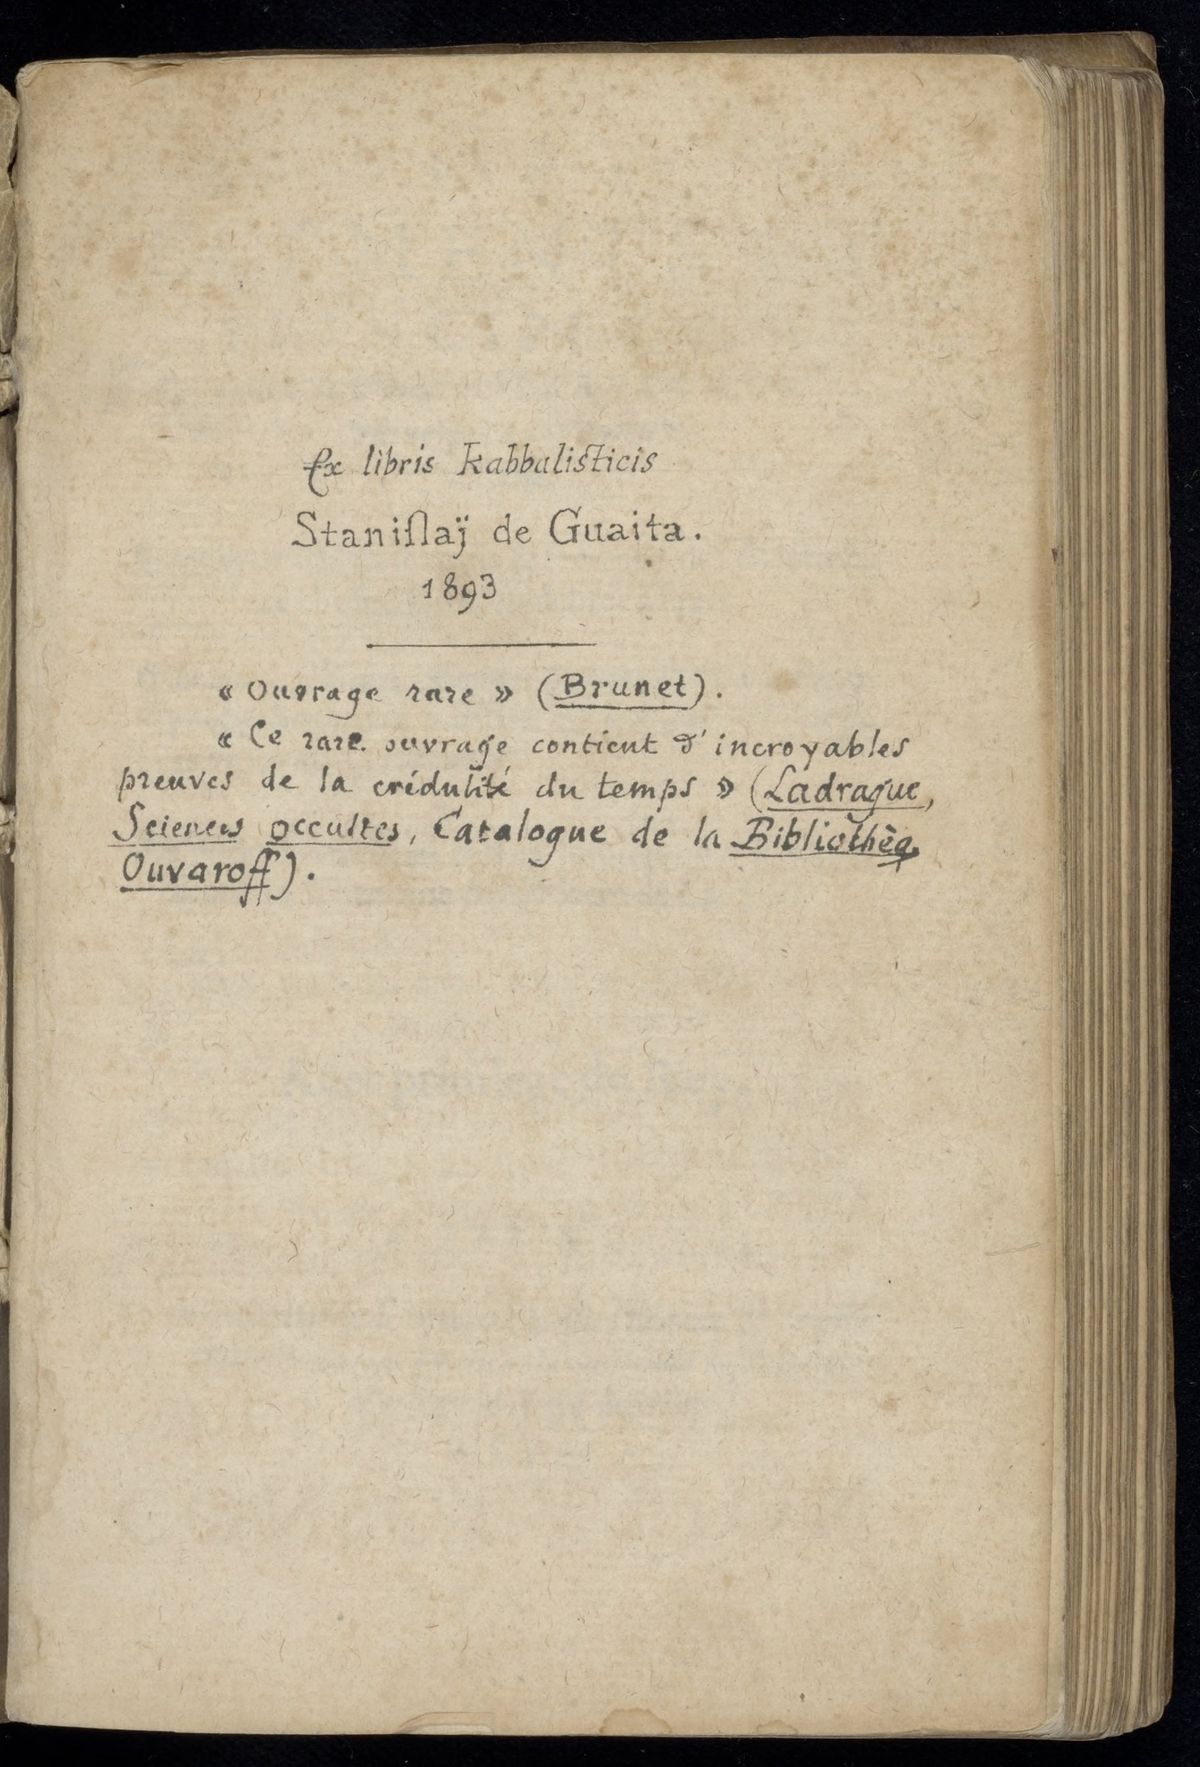 Ex libris Kabbalisticis
Stanislaÿ de Guaita.
1893
« Ouvrage rare » (Brunet).
« Ce rare ouvrage contient d'incroyables
preuves de la crédulité du temps » (Ladrague,
Sciences occultes, Catalogue de la Bibliothèq
Ouvaroff).